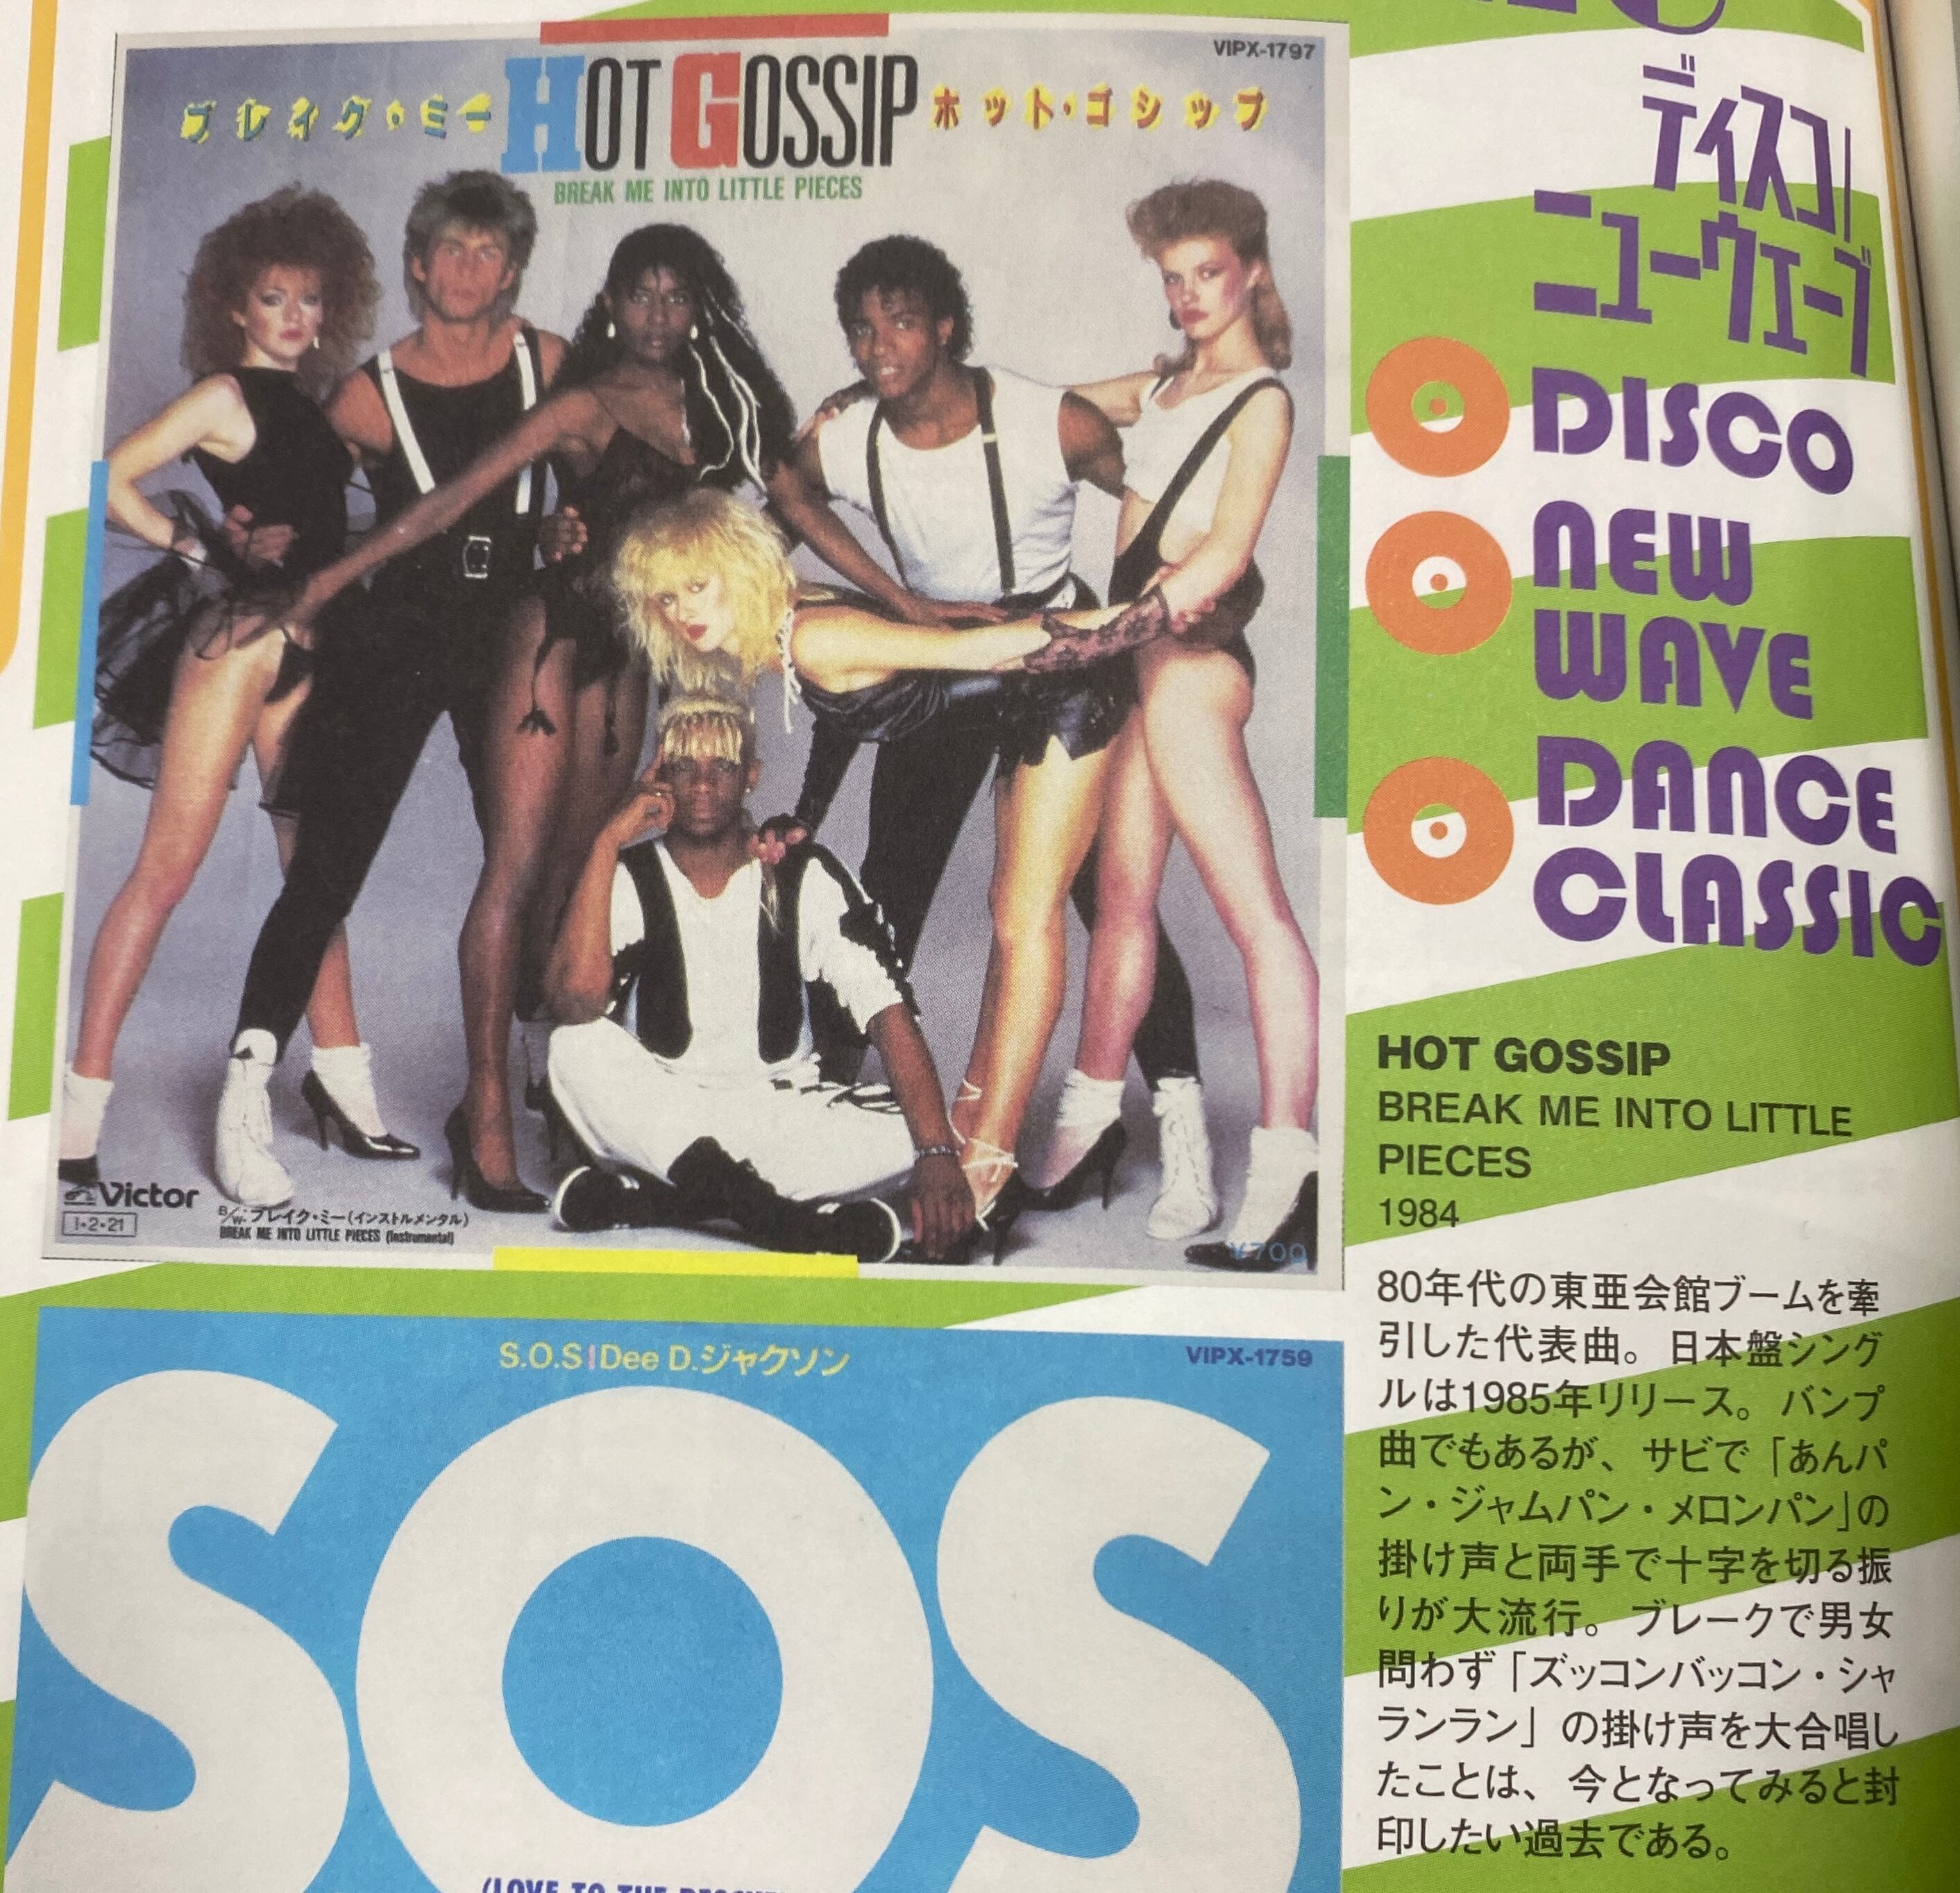 VIPX-1797
ブレイク・ミー HOT GOSSIP ホット・ゴシップ
BREAK ME INTO LITTLE PIECES
Victor
1・2・21
B/W. ブレイク・ミー(インストルメンタル)
BREAK ME INTO LITTLE PIECES (Instrumental)
¥700
S.O.S|Dee D.ジャクソン
VIPX-1759
SOS
ディスコ/
ニューウエーブ
DISCO
NEW
WAVE
DANCE
CLASSIC
HOT GOSSIP
BREAK ME INTO LITTLE
PIECES
1984
80年代の東亜会館ブームを牽
引した代表曲。日本盤シング
ルは1985年リリース。バンプ
曲でもあるが、サビで「あんパ
ン・ジャムパン・メロンパン」の
掛け声と両手で十字を切る振
りが大流行。ブレークで男女
問わず「ズッコンバッコン・シャ
ランラン」の掛け声を大合唱し
たことは、今となってみると封
印したい過去である。